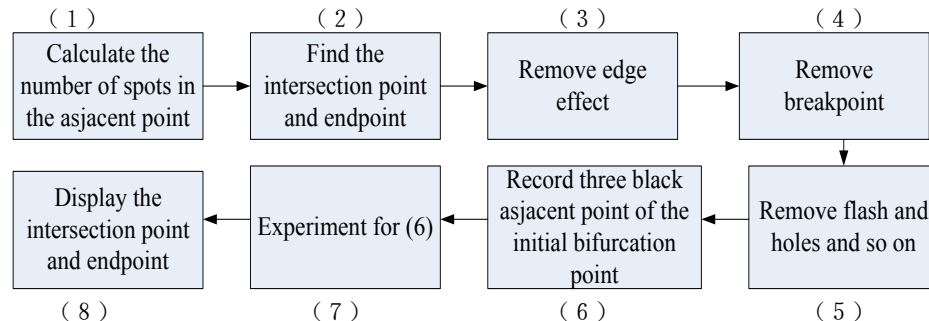 （1）
Calculate the
number of spots in
the asjacent point
（2）
Find the
intersection point
and endpoint
（3）
Remove edge
effect
（4）
Remove
breakpoint
Remove flash and
holes and so on
（5）
Record three black
asjacent point of the
initial bifurcation
point
（6）
Experiment for (6)
（7）
Display the
intersection point
and endpoint
（8）